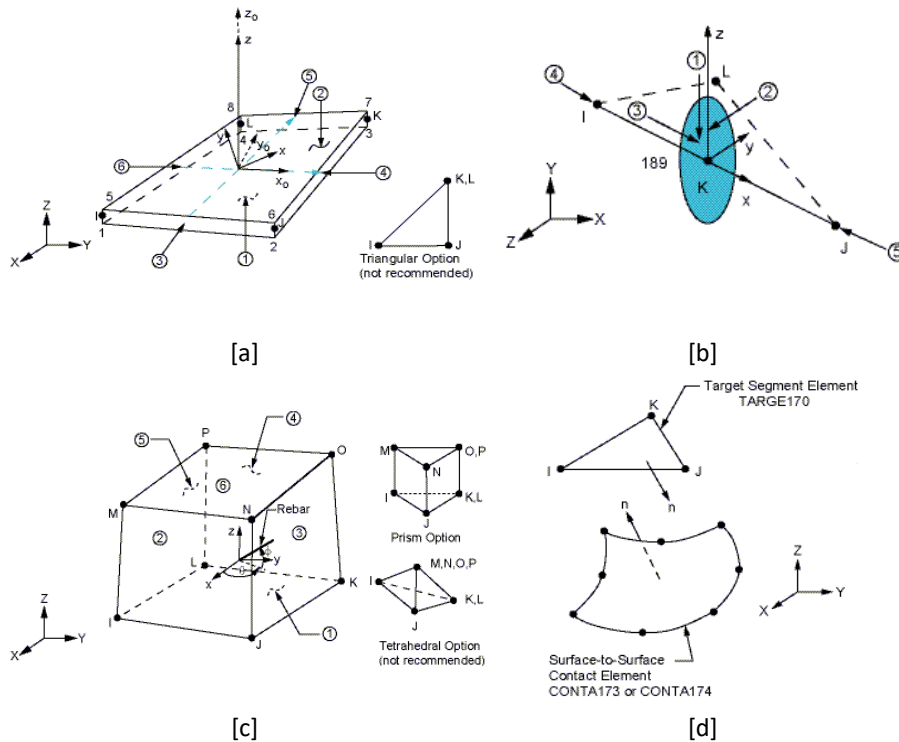 z₀
z
5
2
8
7
L
K
4
3
y
y₀
x
6
x₀
4
5
6
I
J
1
2
3
1
Z
Y
X
K,L
I
J
Triangular Option
(not recommended)
[a]
z
1
L
4
2
I
3
y
189
K
x
J
5
Y
X
Z
[b]
4
P
5
O
6
M
N
Rebar
z
3
2
y
L
x
K
I
J
1
Z
Y
X
M
O,P
N
I
K,L
J
Prism Option
M,N,O,P
I
K,L
J
Tetrahedral Option
(not recommended)
[c]
Target Segment Element
TARGE170
K
I
J
n
n
Z
Y
X
Surface-to-Surface
Contact Element
CONTA173 or CONTA174
[d]